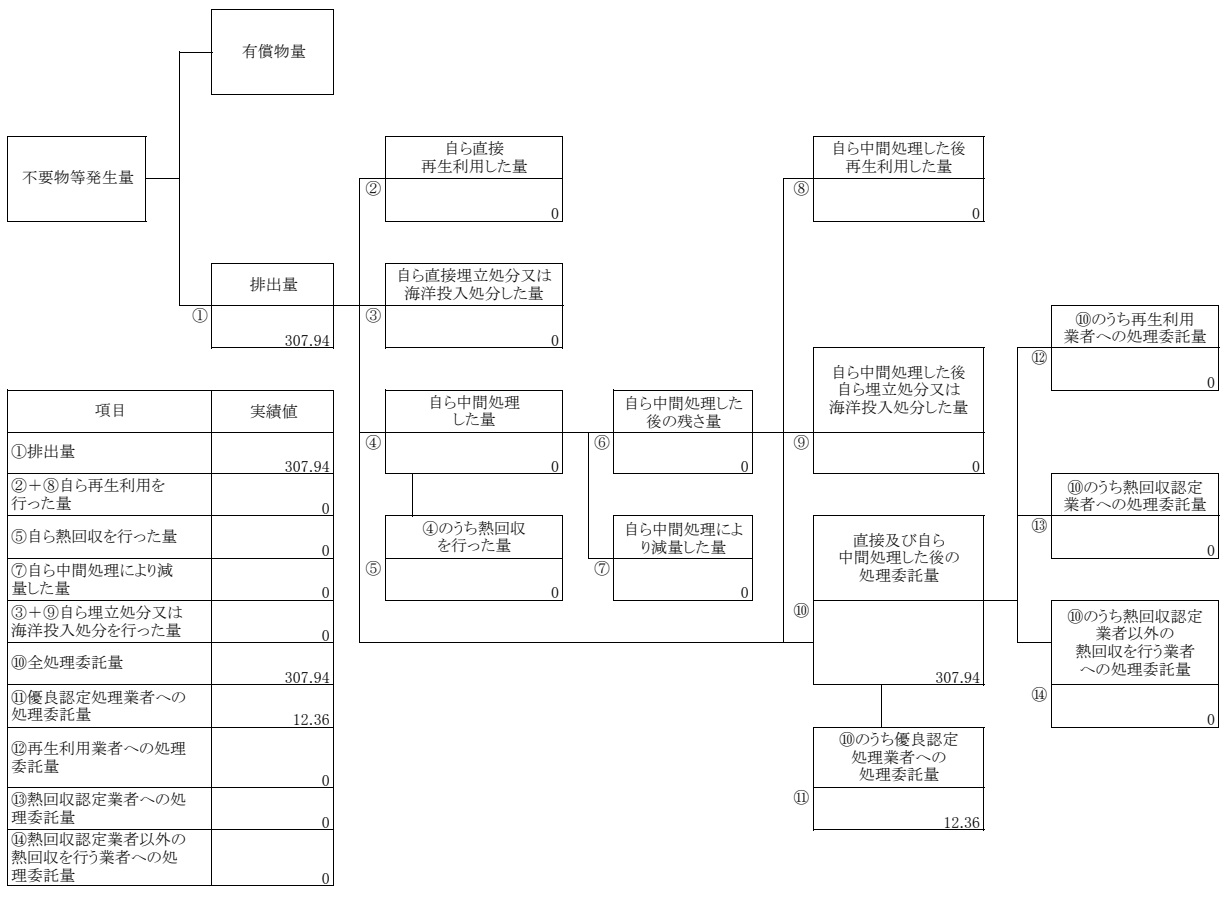 有償物量
不要物等発生量
排出量
①
307.94
自ら直接
再生利用した量
②
0
自ら直接埋立処分又は
海洋投入処分した量
③
0
自ら中間処理
した量
④
0
④のうち熱回収
を行った量
⑤
0
自ら中間処理した
後の残さ量
⑥
0
自ら中間処理によ
り減量した量
⑦
0
自ら中間処理した後
再生利用した量
⑧
0
自ら中間処理した後
自ら埋立処分又は
海洋投入処分した量
⑨
0
直接及び自ら
中間処理した後の
処理委託量
⑩
307.94
⑩のうち優良認定
処理業者への
処理委託量
⑪
12.36
⑩のうち再生利用
業者への処理委託量
⑫
0
⑩のうち熱回収認定
業者への処理委託量
⑬
0
⑩のうち熱回収認定
業者以外の
熱回収を行う業者
への処理委託量
⑭
0
項目 実績値
①排出量
307.94
②＋⑧自ら再生利用を
行った量
0
⑤自ら熱回収を行った量
0
⑦自ら中間処理により減
量した量
0
③＋⑨自ら埋立処分又は
海洋投入処分を行った量
0
⑩全処理委託量
307.94
⑪優良認定処理業者への
処理委託量
12.36
⑫再生利用業者への処理
委託量
0
⑬熱回収認定業者への処
理委託量
0
⑭熱回収認定業者以外の
熱回収を行う業者への処
理委託量
0